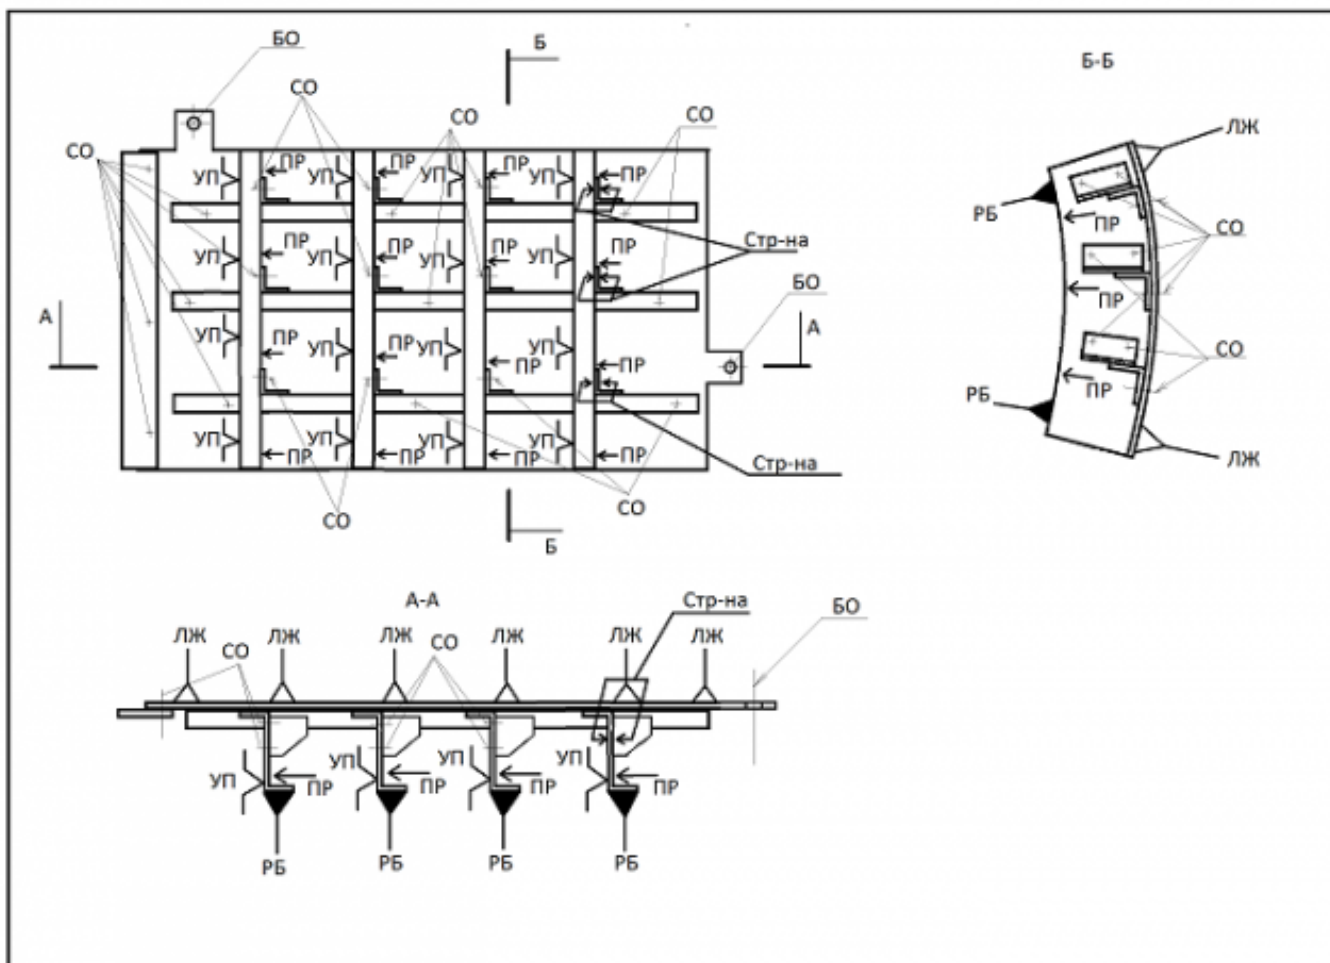 БО
Б
Б-Б
СО
СО
СО
ЛЖ
СО
УП ПР УП ПР УП ПР УП ПР
РБ
ПР
СО
Стр-на
УП ПР УП ПР УП ПР УП ПР
БО
ПР
А
А
УП ПР УП ПР УП ПР УП ПР
СО
ПР
РБ
УП ПР УП ПР УП ПР УП ПР
Стр-на
ЛЖ
СО
СО
Б
А-А
Стр-на
БО
ЛЖ ЛЖ ЛЖ ЛЖ ЛЖ ЛЖ
СО СО
УП ПР УП ПР УП ПР УП ПР
РБ РБ РБ РБ